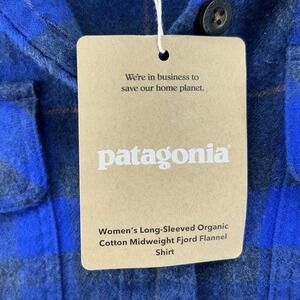 We're in business to
save our home planet.
patagonia
Women's Long-Sleeved Organic
Cotton Midweight Fjord Flannel
Shirt